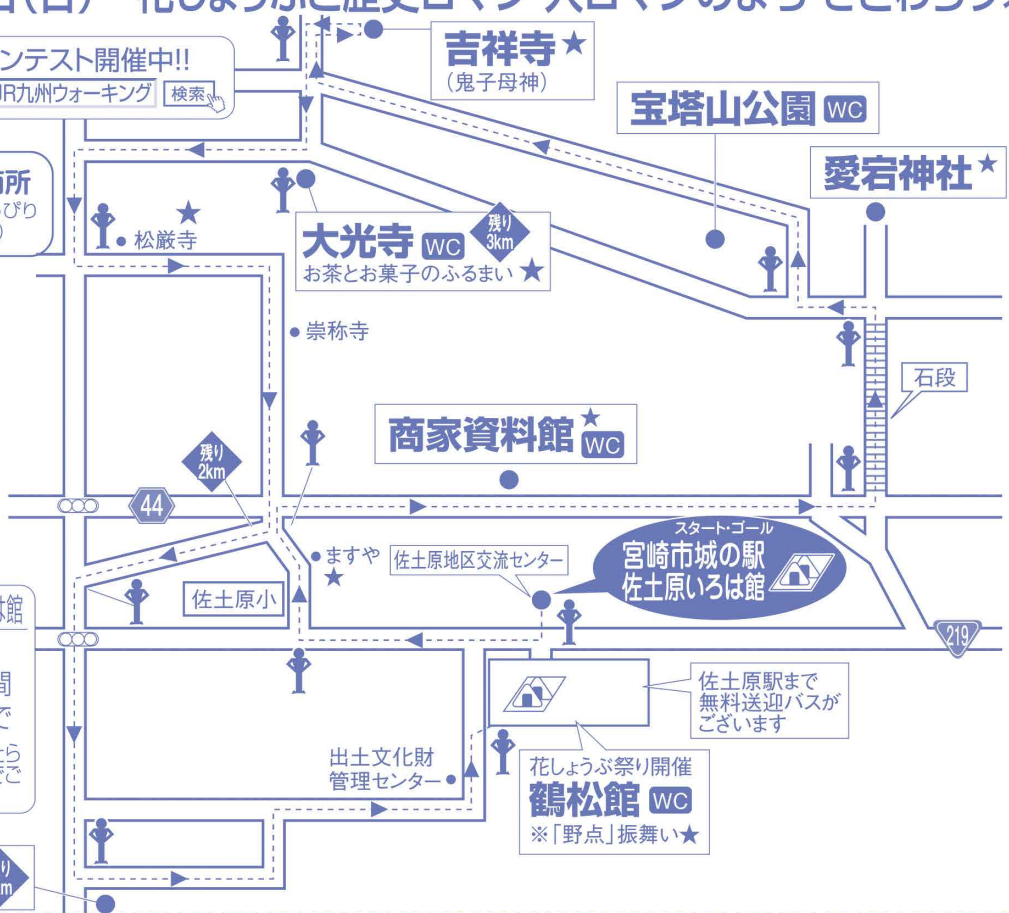 花しょうぶと歴史ロマン
ンテスト開催中!!
JR九州ウォーキング
検索
吉祥寺★
(鬼子母神)
宝塔山公園 WC
愛宕神社★
所
ぴり
★
松巌寺
大光寺 WC
残り
3km
お茶とお菓子のふるまい★
崇称寺
石段
商家資料館★ WC
残り
2km
44
ますや
★
佐土原地区交流センター
スタート・ゴール
宮崎市城の駅
佐土原いろは館
佐土原小
館
219
間
で
佐土原駅まで
無料送迎バスが
ございます
出土文化財
管理センター
花しょうぶ祭り開催
鶴松館 WC
※「野点」振舞い★